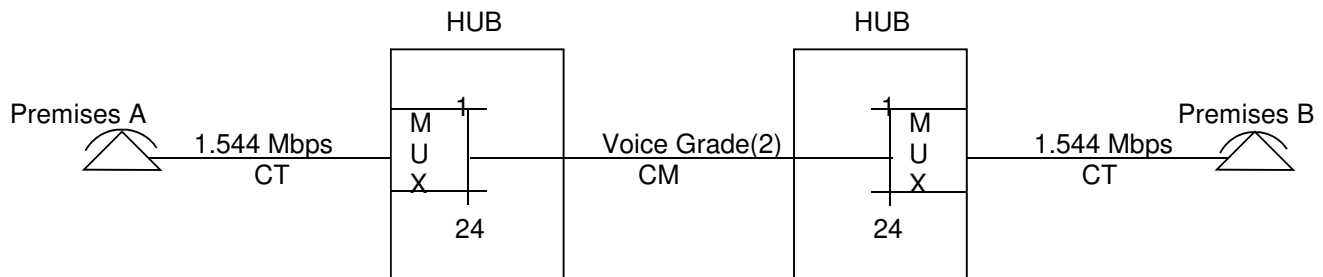 HUB HUB
1 1
Premises A M M Premises B
1.544 Mbps U Voice Grade(2) U 1.544 Mbps
CT X CM X CT
24 24